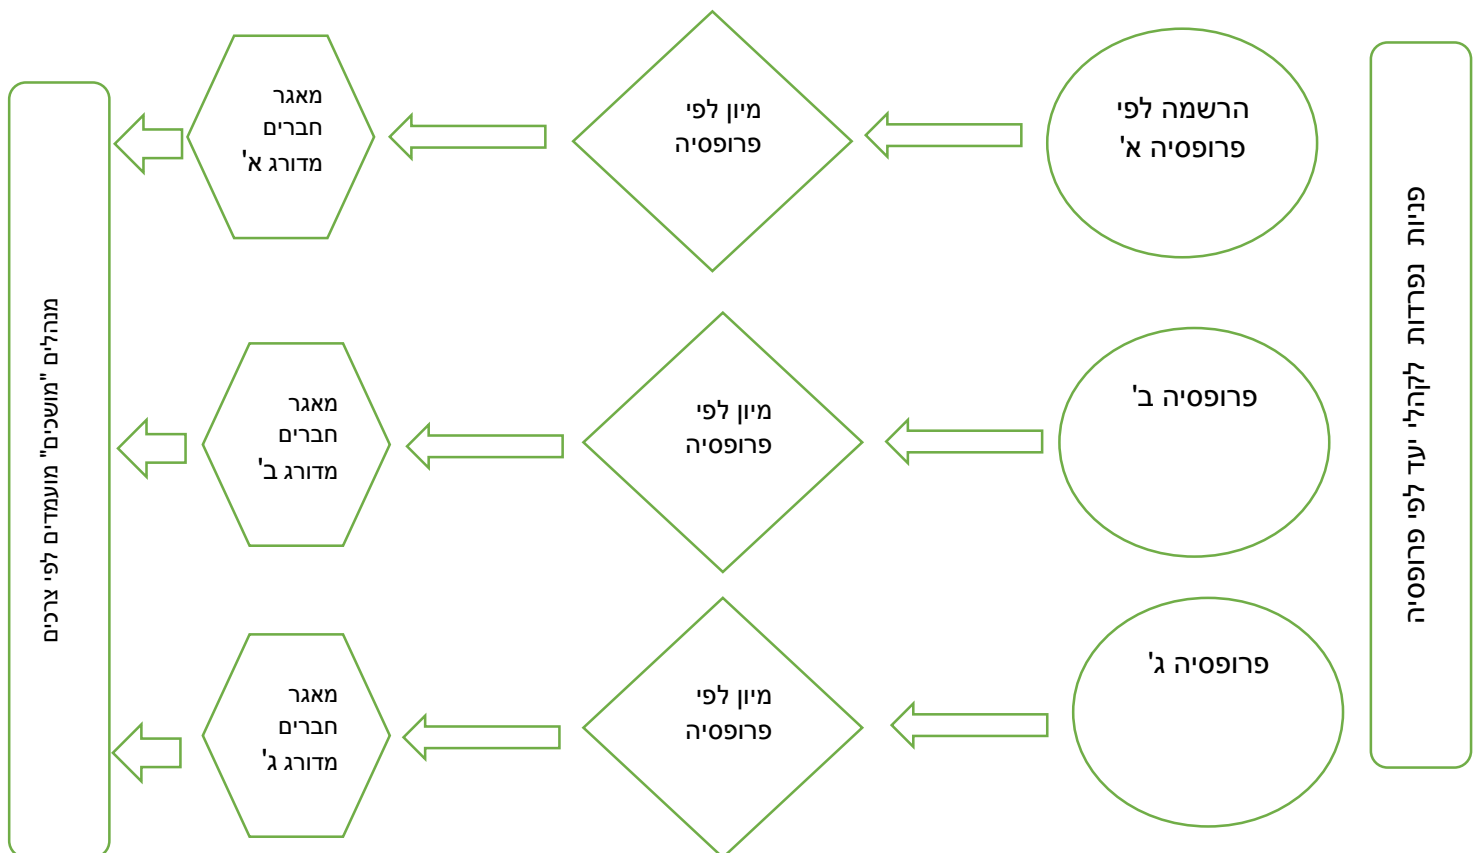 פניות נפרדות לקהלי יעד לפי פרופסיה
הרשמה לפי
פרופסיה א'
מיון לפי
פרופסיה
מאגר
חברים
מדורג א'
פרופסיה ב'
מיון לפי
פרופסיה
מאגר
חברים
מדורג ב'
פרופסיה ג'
מיון לפי
פרופסיה
מאגר
חברים
מדורג ג'
מנהלים "מושכים" מועמדים לפי צרכים